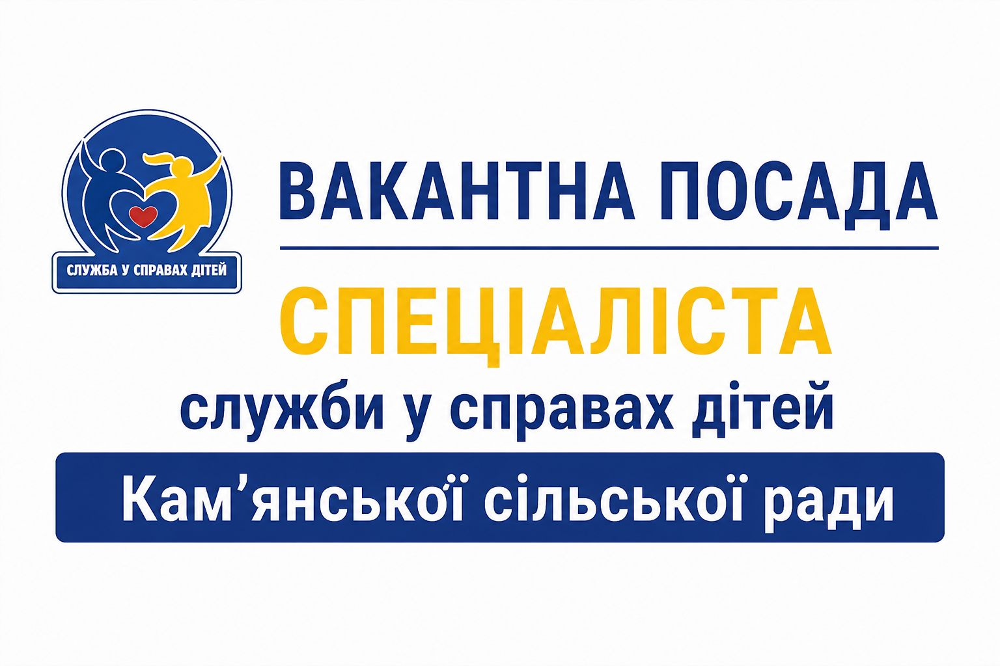 СЛУЖБА У СПРАВАХ ДІТЕЙ
ВАКАНТНА ПОСАДА
СПЕЦІАЛІСТА
служби у справах дітей
Кам’янської сільської ради